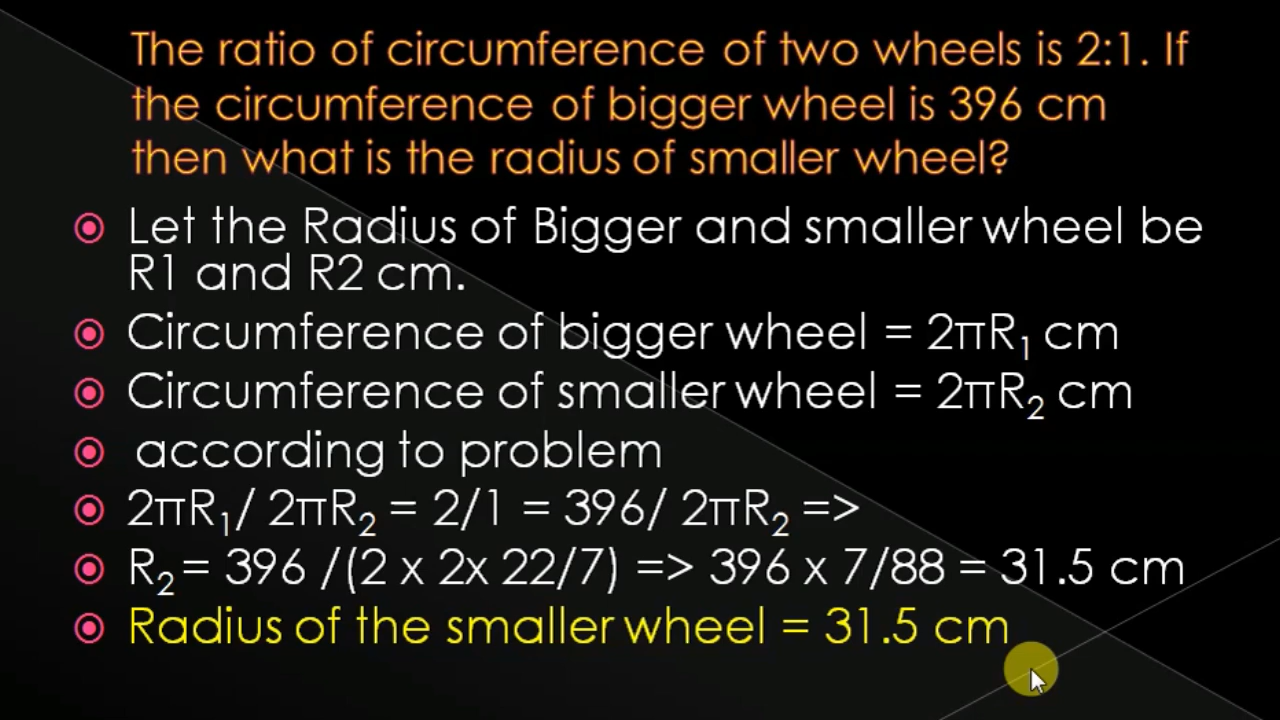 The ratio of circumference of two wheels is 2:1. If
the circumference of bigger wheel is 396 cm
then what is the radius of smaller wheel?
Let the Radius of Bigger and smaller wheel be
R1 and R2 cm.
Circumference of bigger wheel = 2πR₁ cm
Circumference of smaller wheel = 2πR₂ cm
according to problem
2πR₁/ 2πR₂ = 2/1 = 396/ 2πR₂ =>
R₂= 396 /(2 x 2x 22/7) => 396 x 7/88 = 31.5 cm
Radius of the smaller wheel = 31.5 cm